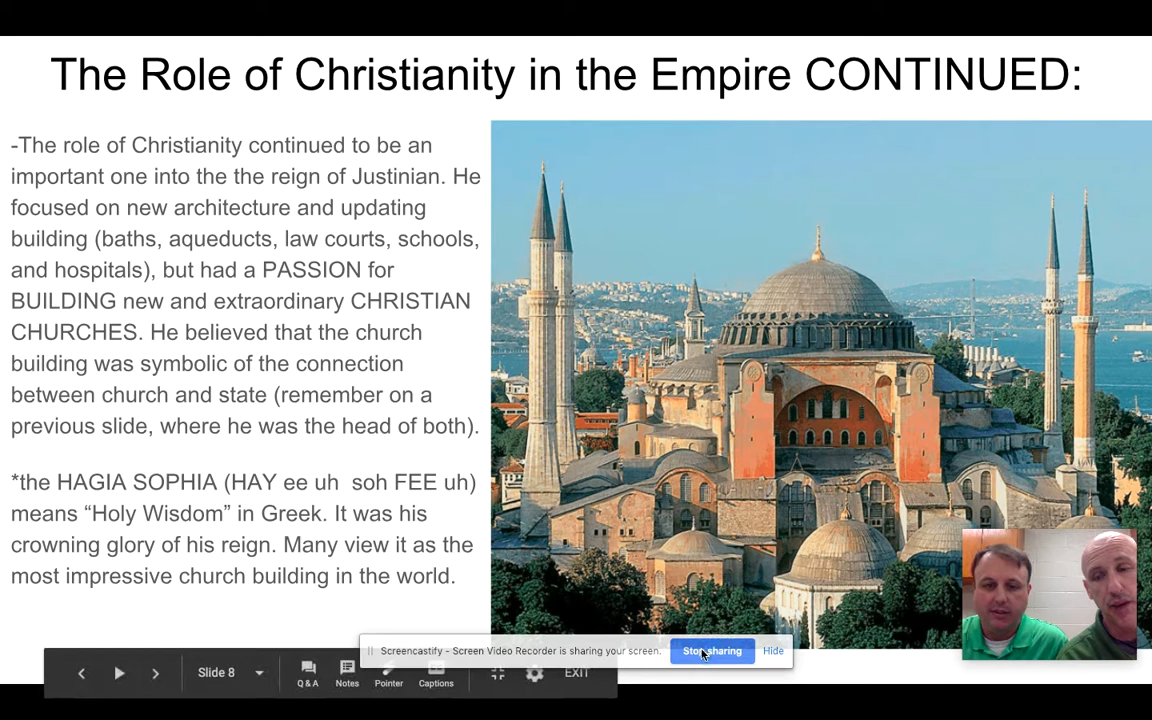 The Role of Christianity in the Empire CONTINUED:
-The role of Christianity continued to be an
important one into the the reign of Justinian. He
focused on new architecture and updating
building (baths, aqueducts, law courts, schools,
and hospitals), but had a PASSION for
BUILDING new and extraordinary CHRISTIAN
CHURCHES. He believed that the church
building was symbolic of the connection
between church and state (remember on a
previous slide, where he was the head of both).
*the HAGIA SOPHIA (HAY ee uh  soh FEE uh)
means “Holy Wisdom” in Greek. It was his
crowning glory of his reign. Many view it as the
most impressive church building in the world.
Screencastify - Screen Video Recorder is sharing your screen.
Stop sharing
Hide
Slide 8
Q & A
Notes
Pointer
Captions
EXIT